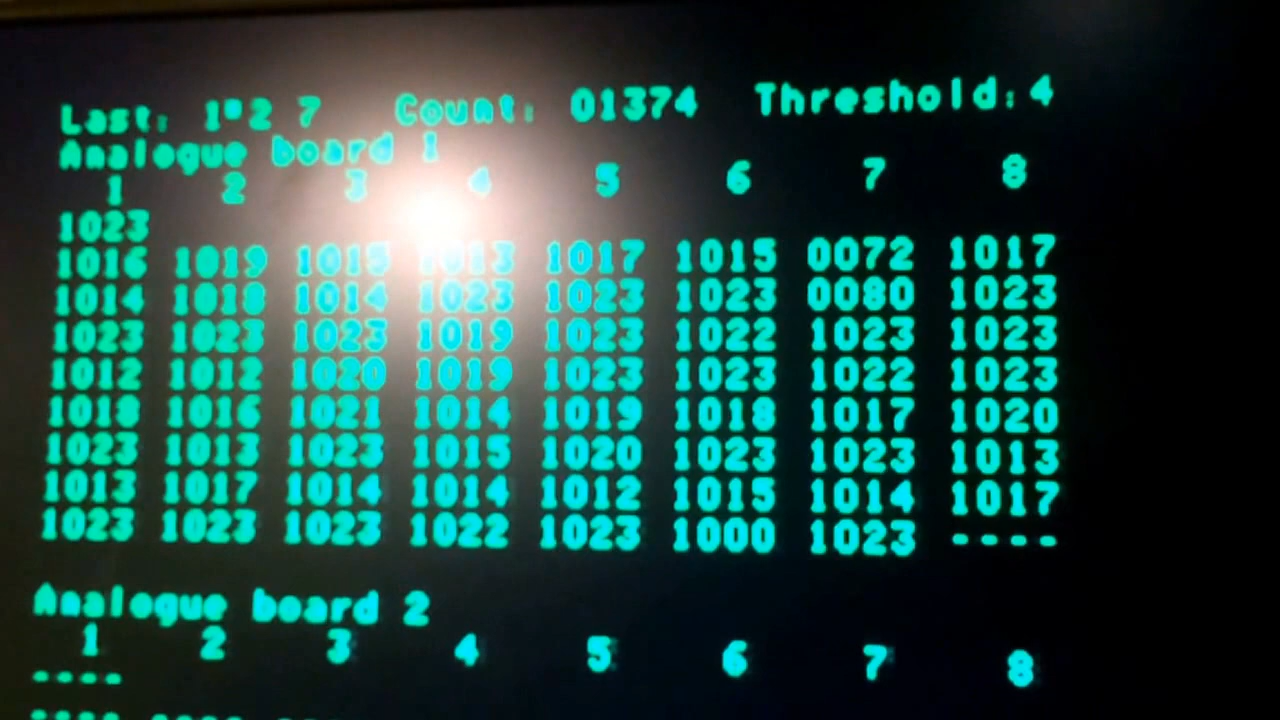 Last: 1"2 7 Count: 01374 Threshold:4
Analogue board 1
1 2 3 4 5 6 7 8
1023
1016 1019 1015 1013 1017 1015 0072 1017
1014 1018 1014 1023 1023 1023 0080 1023
1023 1023 1023 1019 1023 1022 1023 1023
1012 1012 1020 1019 1023 1023 1022 1023
1018 1016 1021 1014 1019 1018 1017 1020
1023 1013 1023 1015 1020 1023 1023 1013
1013 1017 1014 1014 1012 1015 1014 1017
1023 1023 1023 1022 1023 1000 1023 ----
Analogue board 2
1 2 3 4 5 6 7 8
----